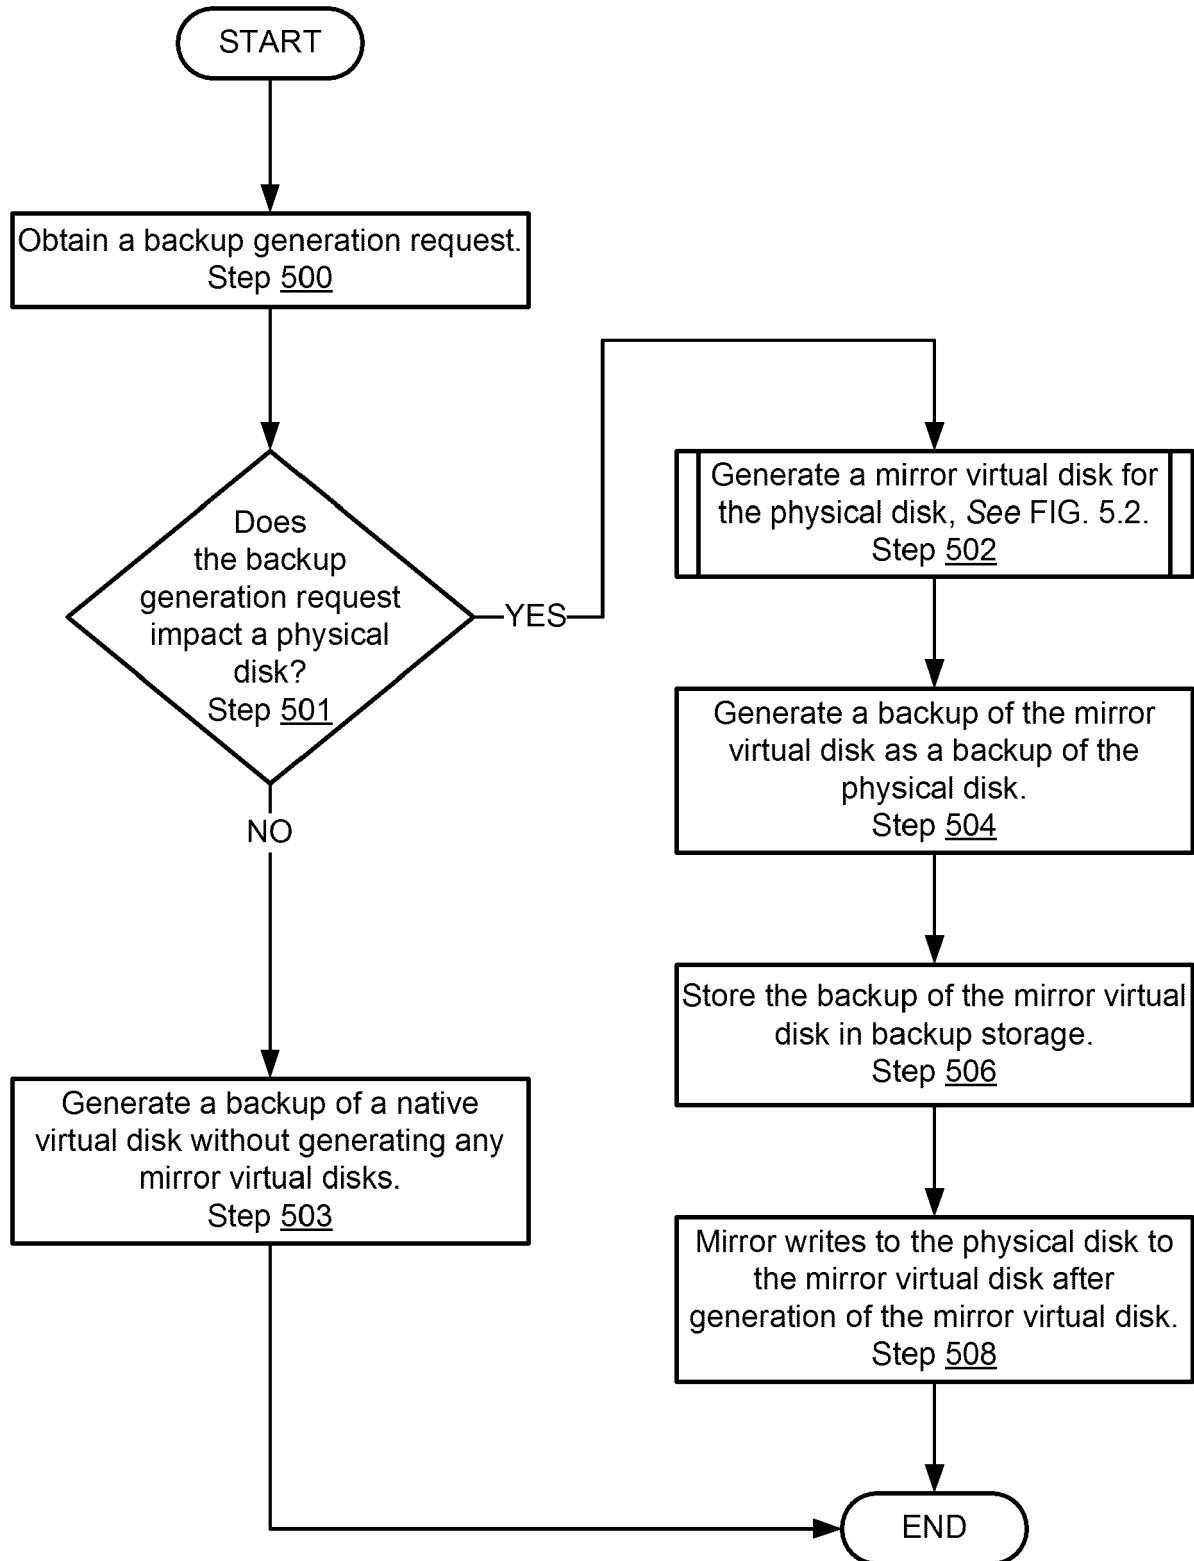 START
Obtain a backup generation request.
Step 500
Does
the backup
generation request
impact a physical
disk?
Step 501
YES
NO
Generate a backup of a native
virtual disk without generating any
mirror virtual disks.
Step 503
Generate a mirror virtual disk for
the physical disk, See FIG. 5.2.
Step 502
Generate a backup of the mirror
virtual disk as a backup of the
physical disk.
Step 504
Store the backup of the mirror virtual
disk in backup storage.
Step 506
Mirror writes to the physical disk to
the mirror virtual disk after
generation of the mirror virtual disk.
Step 508
END